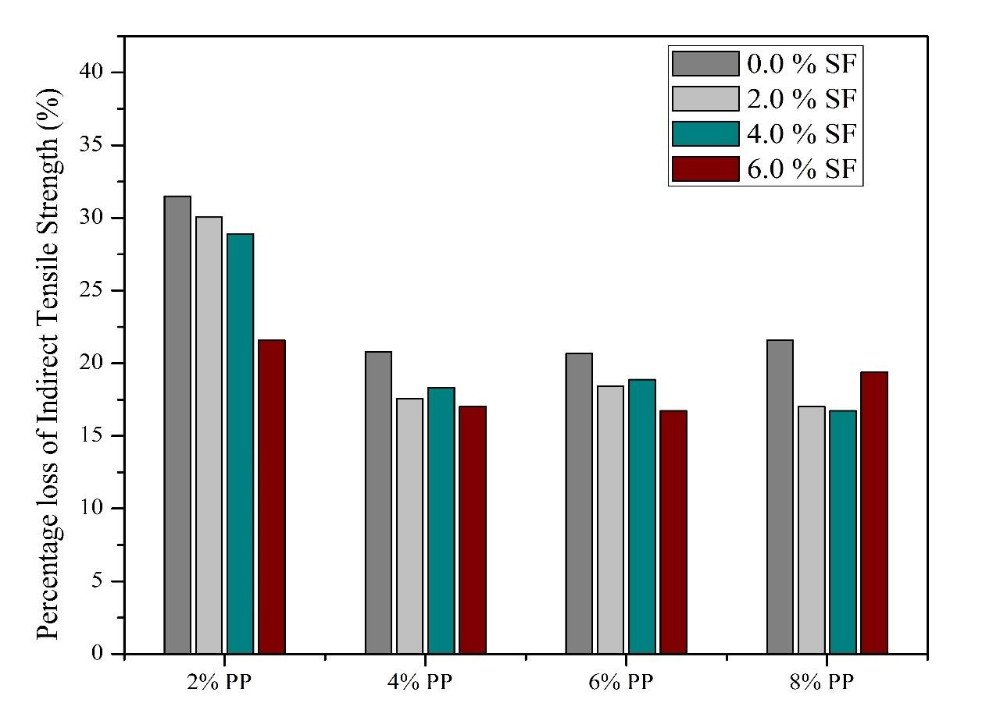 Percentage loss of Indirect Tensile Strength (%)
40
35
30
25
20
15
10
5
0
0.0 % SF
2.0 % SF
4.0 % SF
6.0 % SF
2% PP
4% PP
6% PP
8% PP